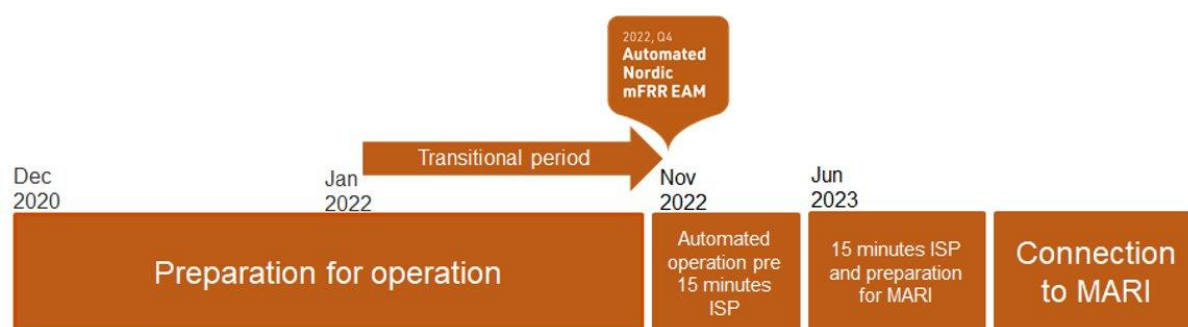 2022, Q4
Automated
Nordic
mFRR EAM
Transitional period
Dec
2020
Jan
2022
Nov
2022
Jun
2023
Preparation for operation
Automated
operation pre
15 minutes
ISP
15 minutes ISP
and preparation
for MARI
Connection
to MARI